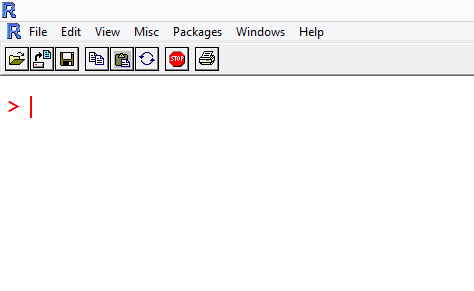 R
R File Edit View Misc Packages Windows Help
STOP
>